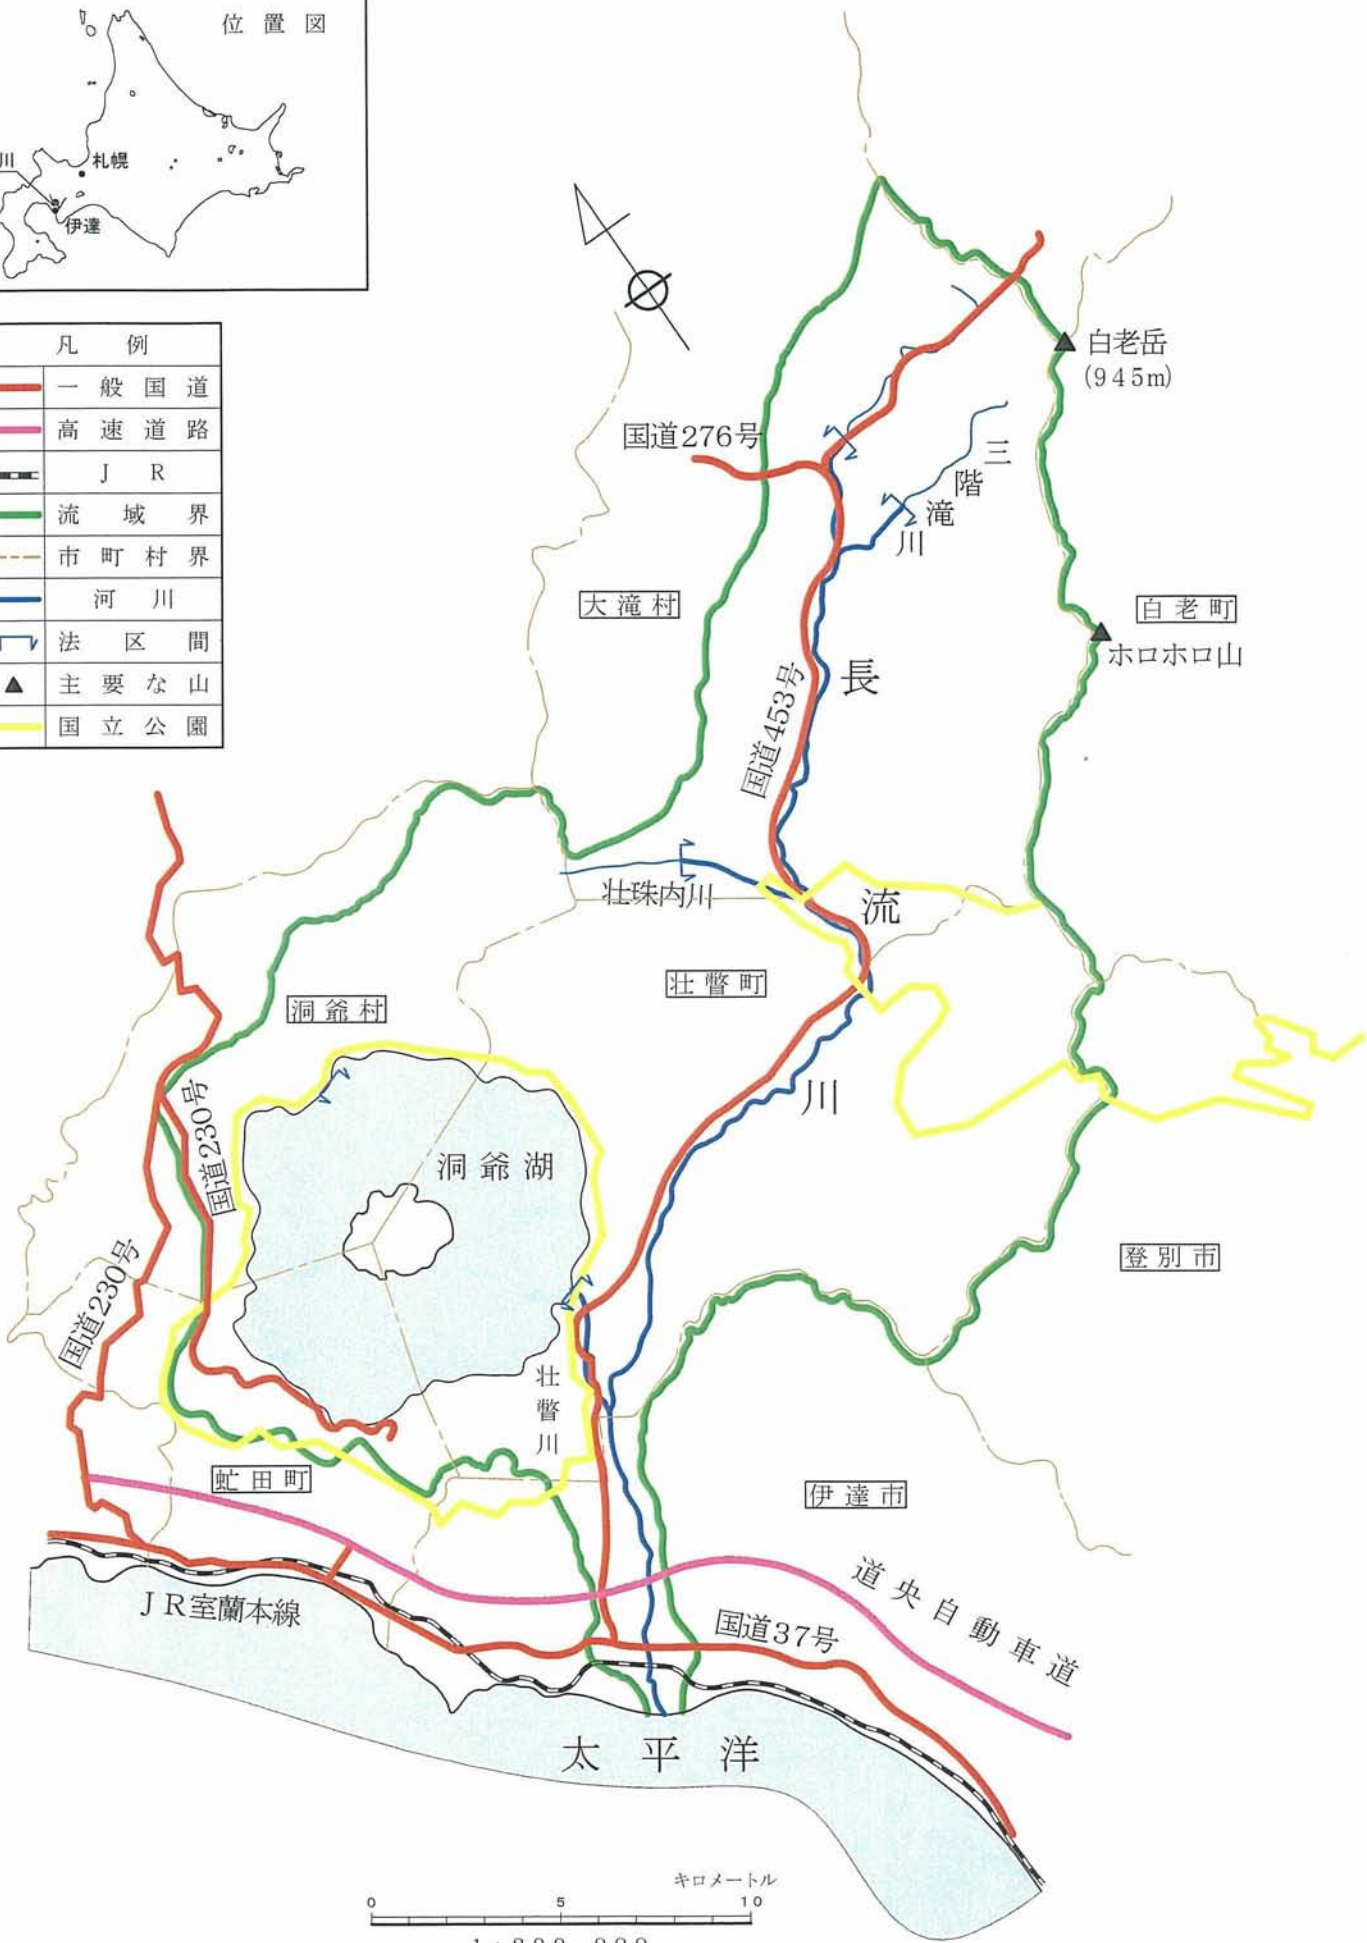 位置図
川
札幌
伊達
凡例
一般国道
高速道路
JR
流域界
市町村界
河川
法区間
主要な山
国立公園
白老岳
(945m)
国道276号
三階滝川
大滝村
白老町
ホロホロ山
国道453号
長流川
壮珠内川
壮瞥町
洞爺村
国道230号
洞爺湖
国道230号
登別市
壮瞥川
虻田町
伊達市
道央自動車道
JR室蘭本線
国道37号
太平洋
キロメートル
0 5 10